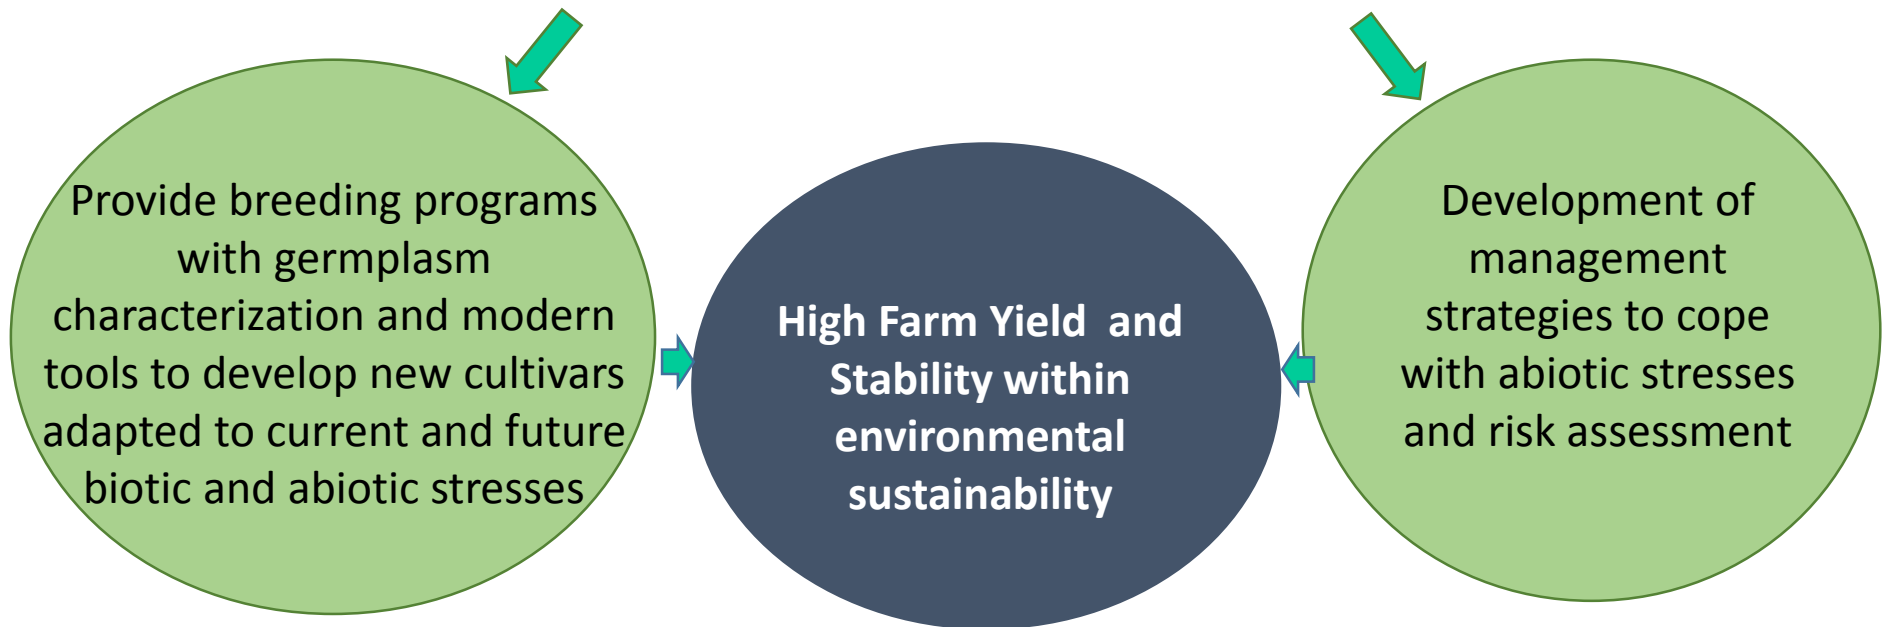 Provide breeding programs
with germplasm
characterization and modern
tools to develop new cultivars
adapted to current and future
biotic and abiotic stresses
High Farm Yield and
Stability within
environmental
sustainability
Development of
management
strategies to cope
with abiotic stresses
and risk assessment